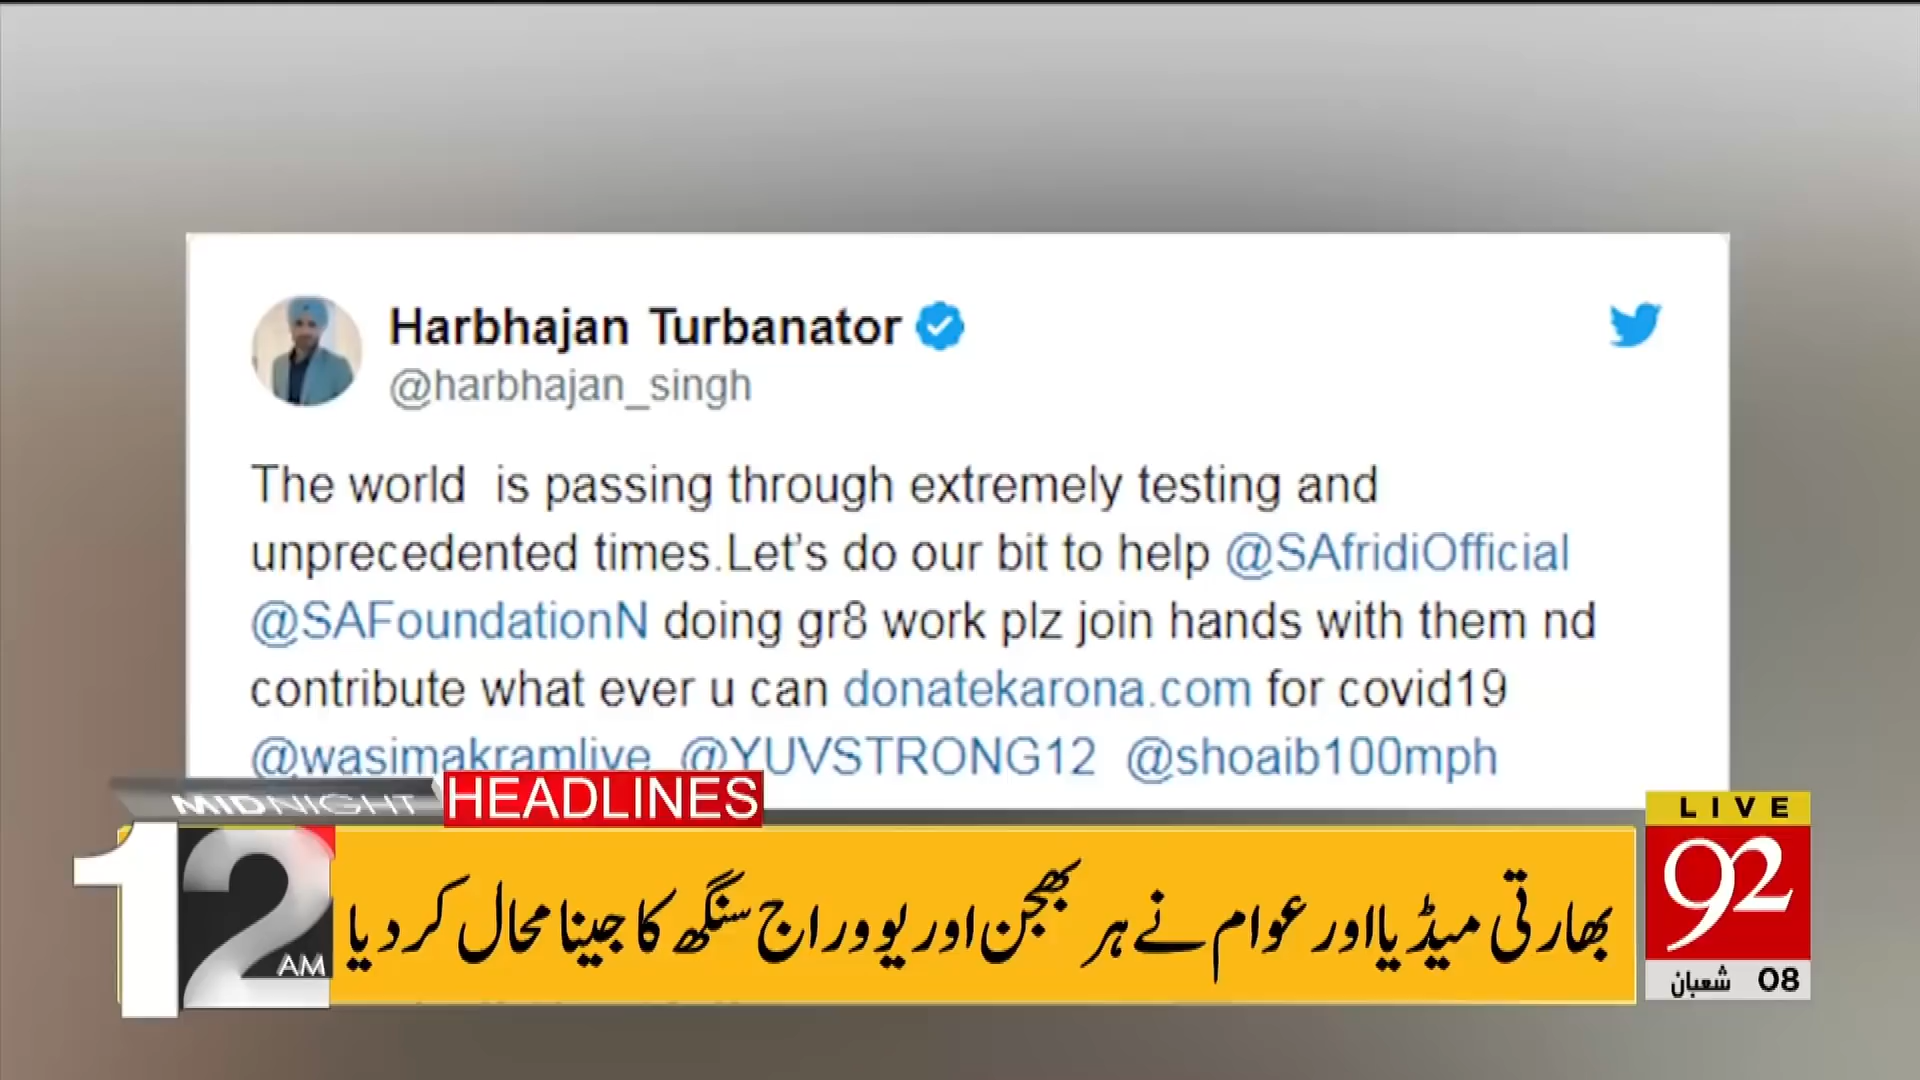 Harbhajan Turbanator
@harbhajan_singh
The world is passing through extremely testing and
unprecedented times.Let's do our bit to help @SAfridiOfficial
@SAFoundationN doing gr8 work plz join hands with them nd
contribute what ever u can donatekarona.com for covid19
@wasimakramlive @YUVSTRONG12 @shoaib100mph
MIDNIGHT HEADLINES
12 AM
بھارتی میڈیا اور عوام نے ہر بھجن اور یووراج سنگھ کا جینا محال کر دیا
LIVE
92
08 شعبان